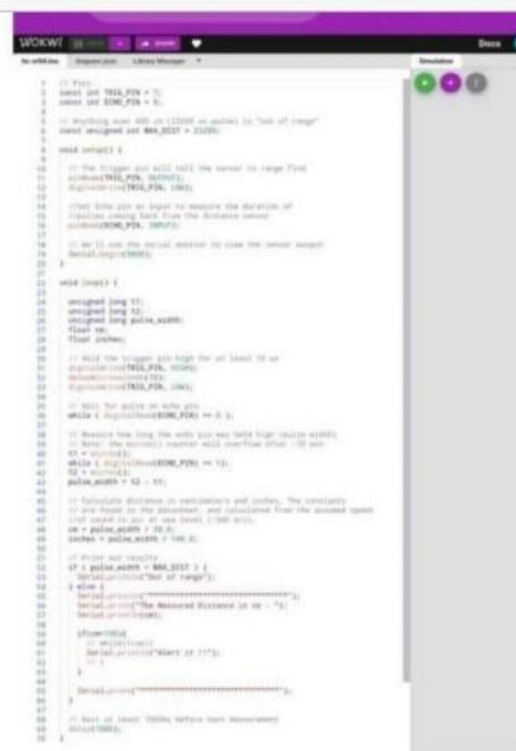 WOKWI SAVE SHARE Docs
diagram.json Library Manager Simulation
// Pins
const int TRIG_PIN = 7;
const int ECHO_PIN = 8;
// Anything over 400 cm (23200 us pulse) is "out of range"
const unsigned int MAX_DIST = 23200;
void setup() {
// The Trigger pin will tell the sensor to range find
pinMode(TRIG_PIN, OUTPUT);
digitalWrite(TRIG_PIN, LOW);
//Set Echo pin as input to measure the duration of
//pulses coming back from the distance sensor
pinMode(ECHO_PIN, INPUT);
// We'll use the serial monitor to view the sensor output
Serial.begin(9600);
}
void loop() {
unsigned long t1;
unsigned long t2;
unsigned long pulse_width;
float cm;
float inches;
// Hold the trigger pin high for at least 10 us
digitalWrite(TRIG_PIN, HIGH);
delayMicroseconds(10);
digitalWrite(TRIG_PIN, LOW);
// Wait for pulse on echo pin
while ( digitalRead(ECHO_PIN) == 0 );
// Measure how long the echo pin was held high (pulse width)
// Note: the micros() counter will overflow after ~70 min
t1 = micros();
while ( digitalRead(ECHO_PIN) == 1);
t2 = micros();
pulse_width = t2 - t1;
// Calculate distance in centimeters and inches. The constants
// are found in the datasheet, and calculated from the assumed speed
//of sound in air at sea level (~340 m/s).
cm = pulse_width / 58.0;
inches = pulse_width / 148.0;
// Print out results
if ( pulse_width > MAX_DIST ) {
Serial.println("Out of range");
} else {
Serial.println("The Measured Distance in cm : ");
Serial.println(cm);
// while(true){
Serial.println("Alert it !!");
// }
}
}
// Wait at least 1000ms before next measurement
delay(1000);
}